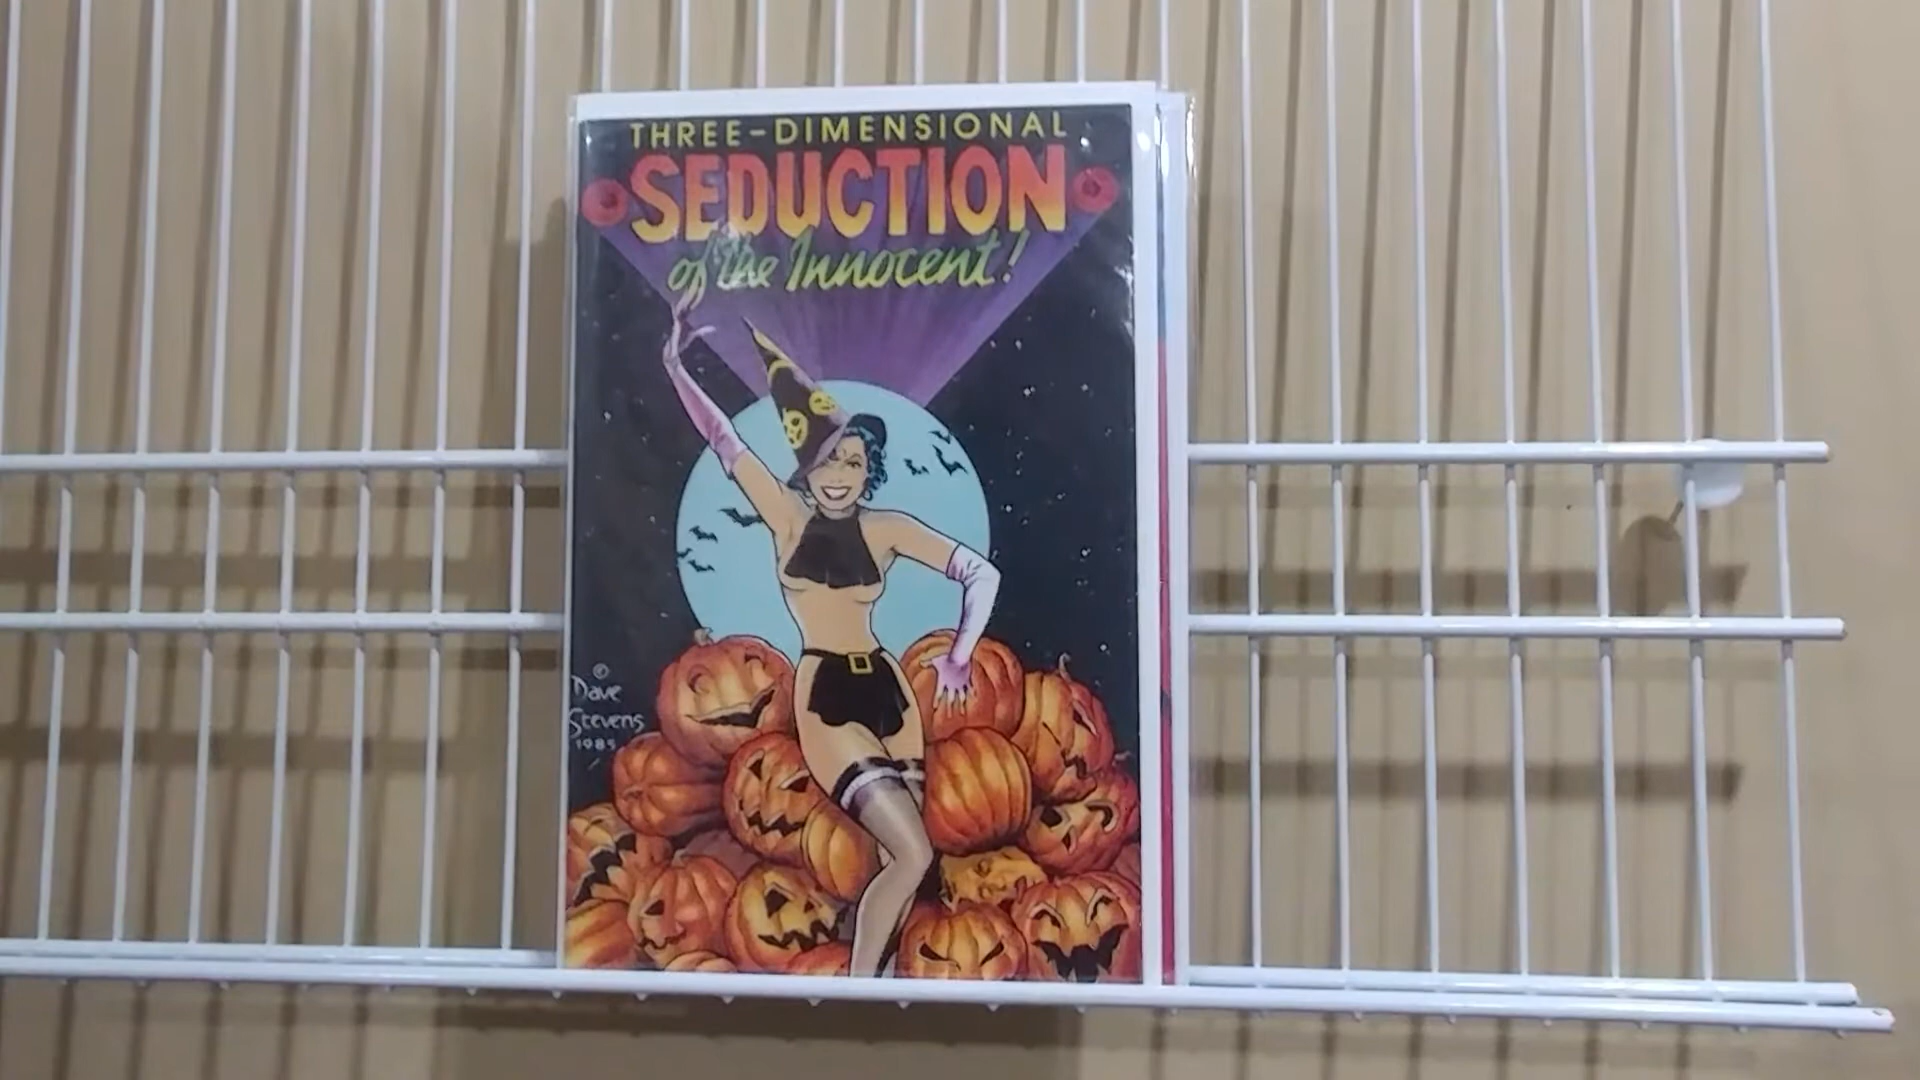 THREE-DIMENSIONAL
SEDUCTION
of the Innocent!
©
Dave
Stevens
1985